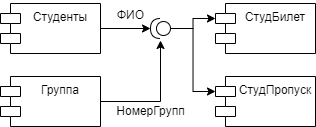 Студенты
ФИО
СтудБилет
Группа
НомерГрупп
СтудПропуск